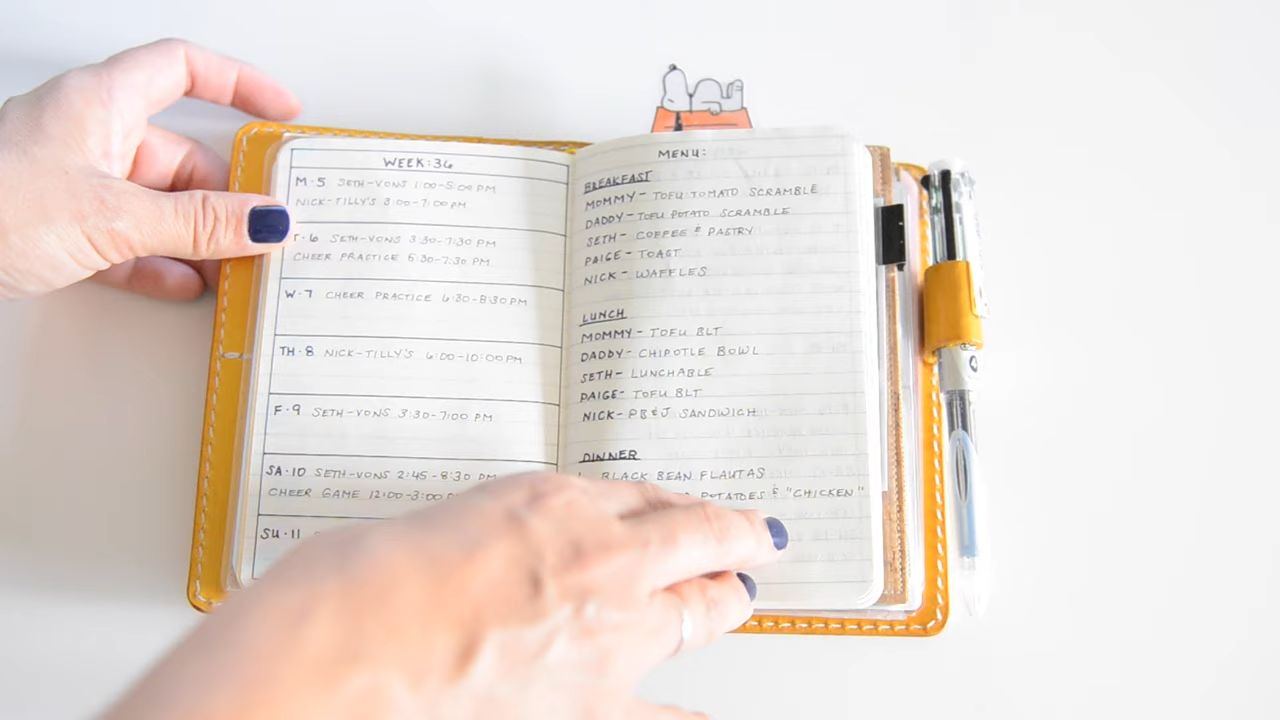 WEEK:36
M·5 SETH-VONS 1:00-5:00 PM
NICK-TILLY'S 3:00-7:00 PM
T·6 SETH-VONS 3:30-7:30 PM
CHEER PRACTICE 5:30-7:30 PM
W·7 CHEER PRACTICE 6:30-8:30 PM
TH·8 NICK-TILLY'S 6:00-10:00 PM
F·9 SETH-VONS 3:30-7:00 PM
SA·10 SETH-VONS 2:45-8:30 PM
CHEER GAME 12:00-3:00 P
SU·11
MENU:
BREAKFAST
MOMMY- TOFU TOMATO SCRAMBLE
DADDY-TOFU POTATO SCRAMBLE
SETH- COFFEE & PASTRY
PAIGE- TOAST
NICK- WAFFLES
LUNCH
MOMMY- TOFU BLT
DADDY- CHIPOTLE BOWL
SETH- LUNCHABLE
PAIGE- TOFU BLT
NICK-PB&J SANDWICH
DINNER
BLACK BEAN FLAUTAS
POTATOES & "CHICKEN"